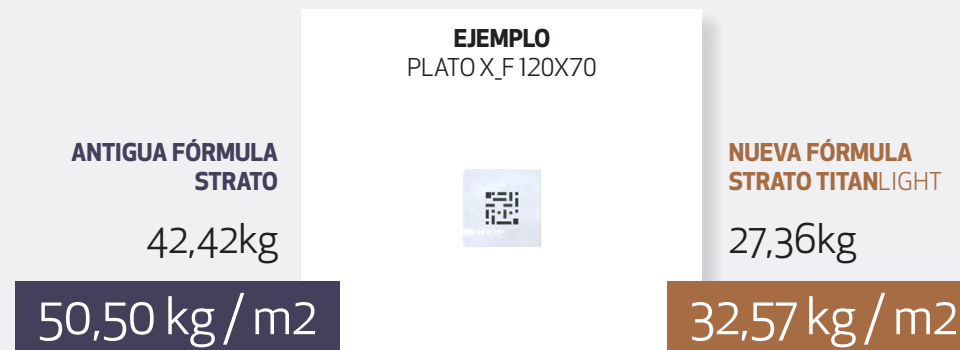 EJEMPLO
PLATO X_F 120X70
ANTIGUA FÓRMULA
STRATO
42,42kg
50,50 kg / m2
NUEVA FÓRMULA
STRATO TITANLIGHT
27,36kg
32,57 kg / m2